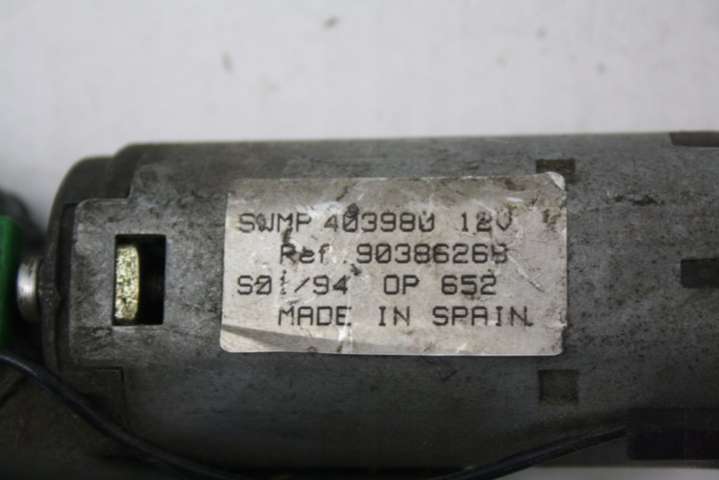 SWMP 403980 12V
Ref. 90386268
S01/94 OP 652
MADE IN SPAIN.